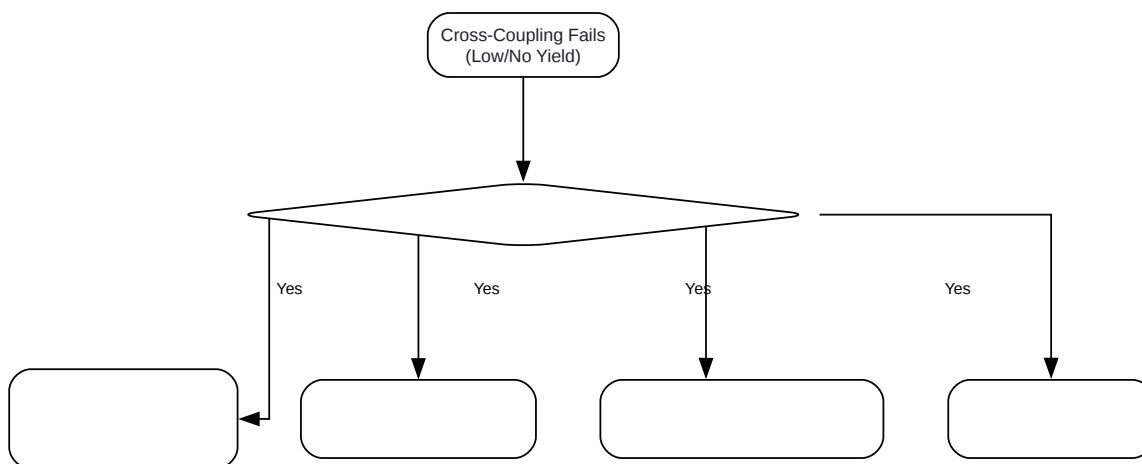 Cross-Coupling Fails
(Low/No Yield)
Yes
Yes
Yes
Yes